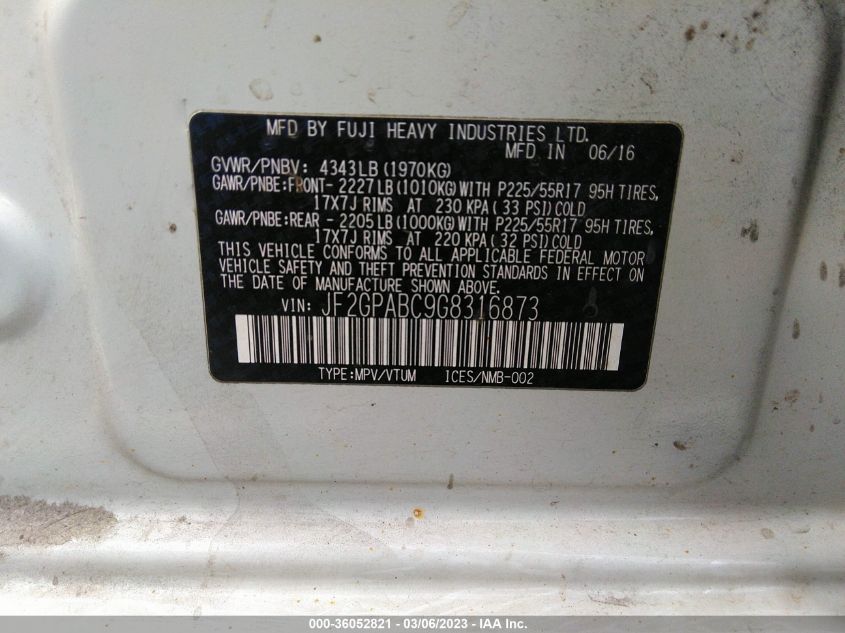 MFD BY FUJI HEAVY INDUSTRIES LTD.
MFD IN 06/16
GVWR/PNBV: 4343LB(1970KG)
GAWR/PNBE:FRONT- 2227LB(1010KG)WITH P225/55R17 95H TIRES,
17X7J RIMS AT 230 KPA(33 PSI)COLD
GAWR/PNBE:REAR - 2205LB(1000KG)WITH P225/55R17 95H TIRES,
17X7J RIMS AT 220 KPA(32 PSI)COLD
THIS VEHICLE CONFORMS TO ALL APPLICABLE FEDERAL MOTOR
VEHICLE SAFETY AND THEFT PREVENTION STANDARDS IN EFFECT ON
THE DATE OF MANUFACTURE SHOWN ABOVE.
VIN: JF2GPABC9G8316873
TYPE:MPV/VTUM ICES/NMB-002
000-36052821 - 03/06/2023 - IAA Inc.